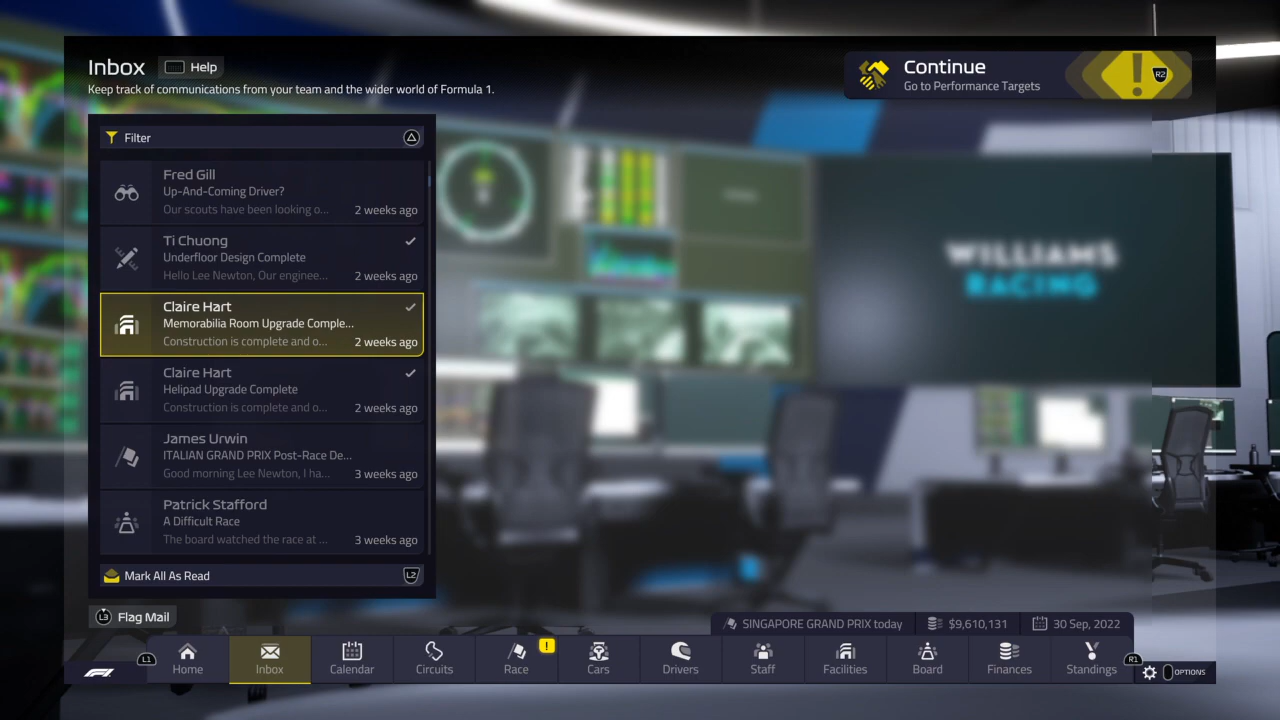 Inbox
Help
Keep track of communications from your team and the wider world of Formula 1.
Continue
Go to Performance Targets
R2
Filter
Fred Gill
Up-And-Coming Driver?
Our scouts have been looking o...
2 weeks ago
Ti Chuong
Underfloor Design Complete
Hello Lee Newton, Our enginee...
2 weeks ago
Claire Hart
Memorabilia Room Upgrade Comple...
Construction is complete and o...
2 weeks ago
Claire Hart
Helipad Upgrade Complete
Construction is complete and o...
2 weeks ago
James Urwin
ITALIAN GRAND PRIX Post-Race De...
Good morning Lee Newton, I ha...
3 weeks ago
Patrick Stafford
A Difficult Race
The board watched the race at ...
3 weeks ago
Mark All As Read
L2
L3
Flag Mail
WILLIAMS
RACING
SINGAPORE GRAND PRIX today
$9,610,131
30 Sep, 2022
L1
Home
Inbox
Calendar
Circuits
Race
Cars
Drivers
Staff
Facilities
Board
Finances
Standings
R1
OPTIONS